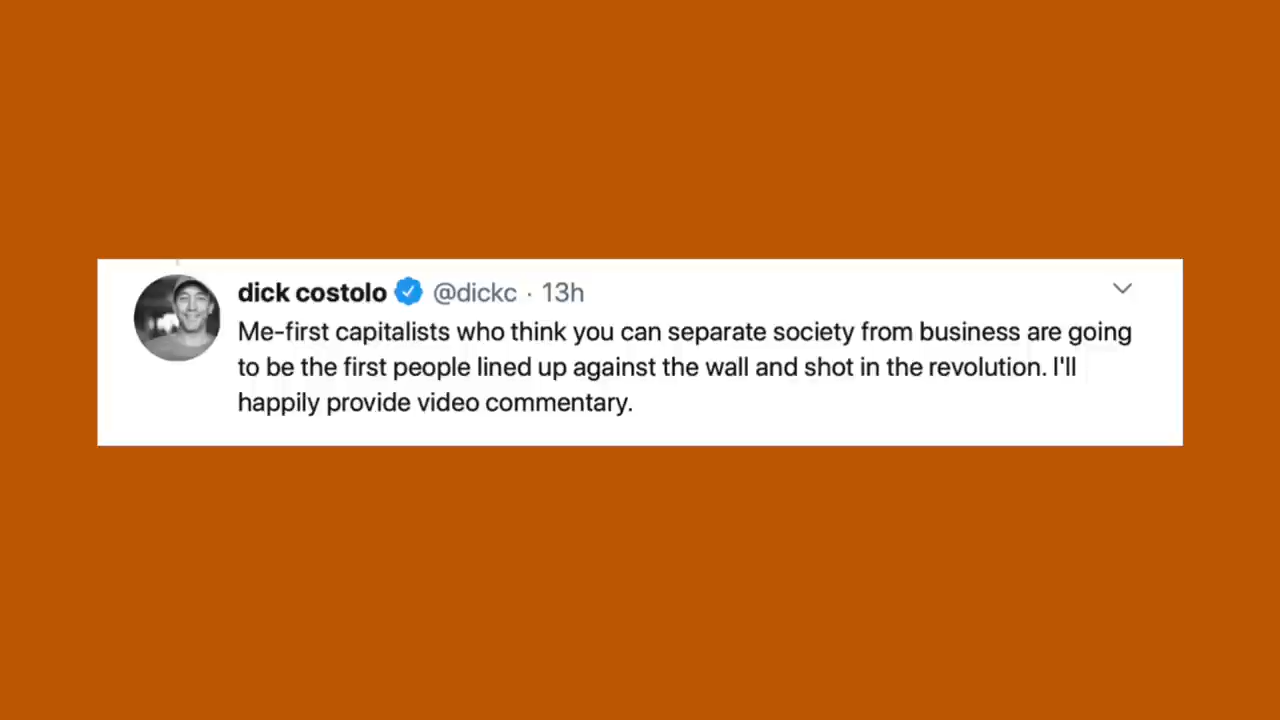 dick costolo @dickc · 13h
Me-first capitalists who think you can separate society from business are going
to be the first people lined up against the wall and shot in the revolution. I'll
happily provide video commentary.